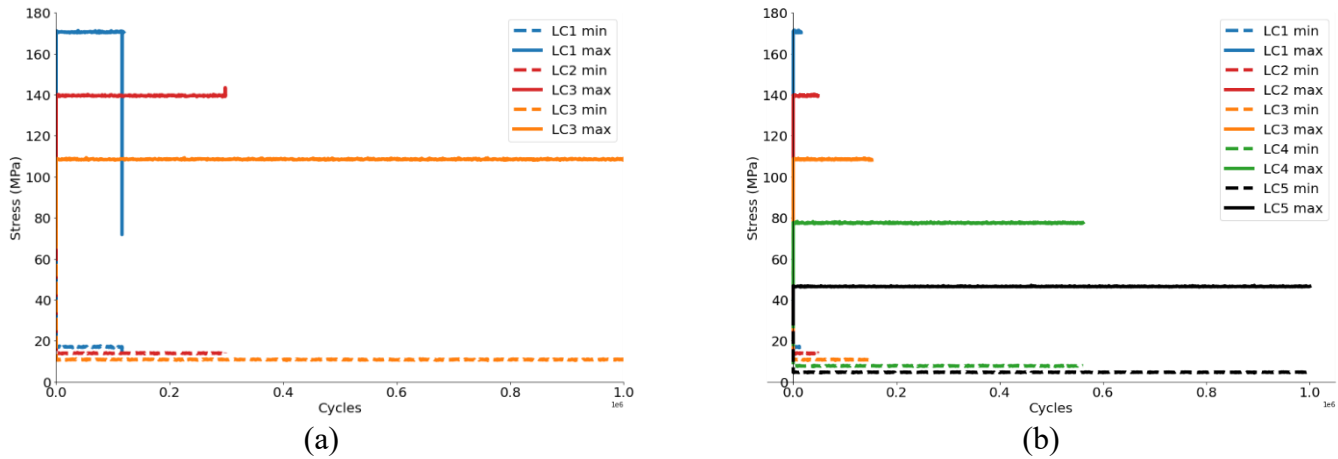 180
160
140
120
100
80
60
40
20
0
Stress (MPa)
0.0
0.2
0.4
0.6
0.8
1.0
1e6
Cycles
LC1 min
LC1 max
LC2 min
LC3 max
LC3 min
LC3 max
(a)
180
160
140
120
100
80
60
40
20
0
Stress (MPa)
0.0
0.2
0.4
0.6
0.8
1.0
1e6
Cycles
LC1 min
LC1 max
LC2 min
LC2 max
LC3 min
LC3 max
LC4 min
LC4 max
LC5 min
LC5 max
(b)